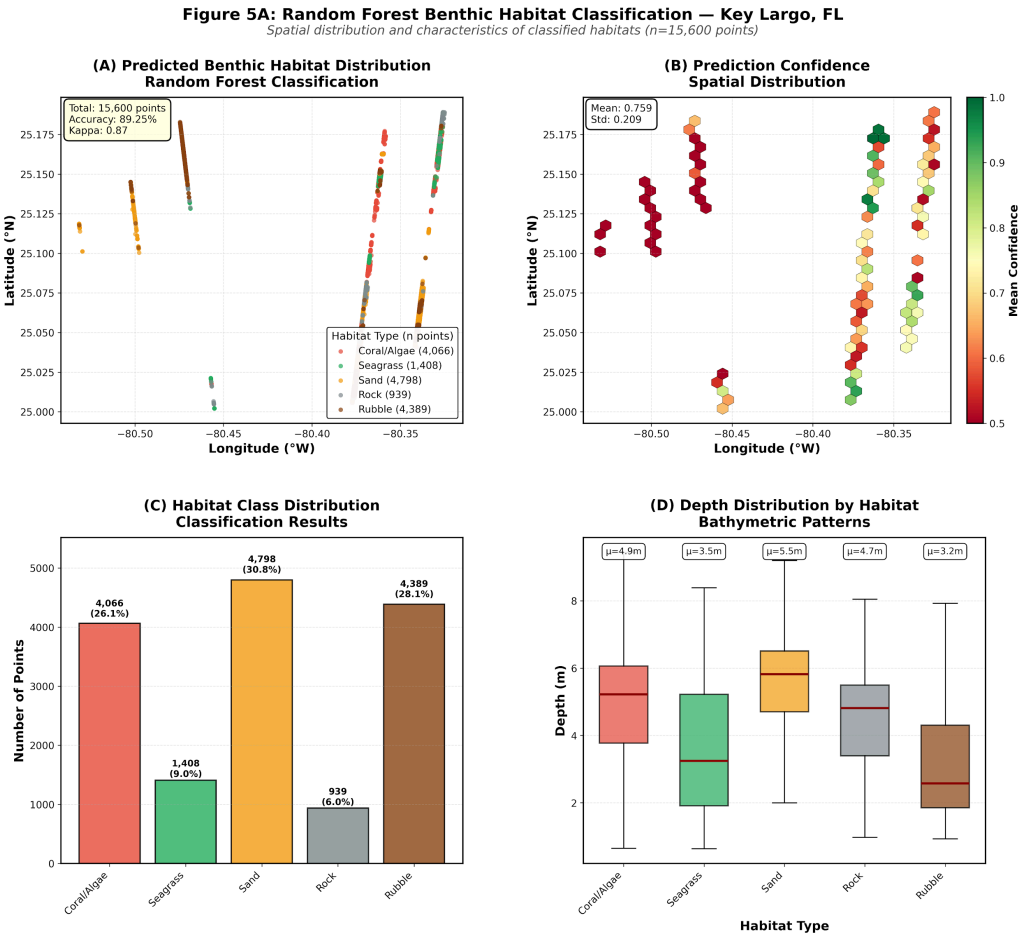 Figure 5A: Random Forest Benthic Habitat Classification — Key Largo, FL
Spatial distribution and characteristics of classified habitats (n=15,600 points)
(A) Predicted Benthic Habitat Distribution
Random Forest Classification
Total: 15,600 points
Accuracy: 89.25%
Kappa: 0.87
25.175
25.150
25.125
25.100
25.075
25.050
25.025
25.000
Latitude (°N)
Habitat Type (n points)
Coral/Algae (4,066)
Seagrass (1,408)
Sand (4,798)
Rock (939)
Rubble (4,389)
−80.50 −80.45 −80.40 −80.35
Longitude (°W)
(B) Prediction Confidence
Spatial Distribution
Mean: 0.759
Std: 0.209
25.175
25.150
25.125
25.100
25.075
25.050
25.025
25.000
Latitude (°N)
−80.50 −80.45 −80.40 −80.35
Longitude (°W)
1.0
0.9
0.8
0.7
0.6
0.5
Mean Confidence
(C) Habitat Class Distribution
Classification Results
5000
4000
3000
2000
1000
0
Number of Points
4,066
(26.1%)
1,408
(9.0%)
4,798
(30.8%)
939
(6.0%)
4,389
(28.1%)
Coral/Algae Seagrass Sand Rock Rubble
(D) Depth Distribution by Habitat
Bathymetric Patterns
μ=4.9m μ=3.5m μ=5.5m μ=4.7m μ=3.2m
8
6
4
2
Depth (m)
Coral/Algae Seagrass Sand Rock Rubble
Habitat Type